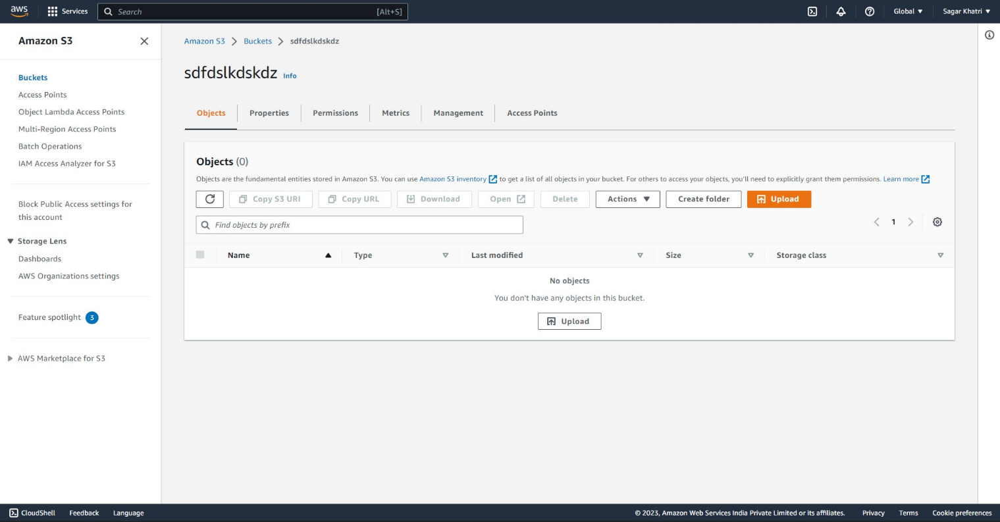 aws Services Search [Alt+S] Global Sagar Khatri
Amazon S3
Buckets
Access Points
Object Lambda Access Points
Multi-Region Access Points
Batch Operations
IAM Access Analyzer for S3
Block Public Access settings for
this account
Storage Lens
Dashboards
AWS Organizations settings
Feature spotlight 3
AWS Marketplace for S3
Amazon S3 Buckets sdfdslkdskdz
sdfdslkdskdz Info
Objects Properties Permissions Metrics Management Access Points
Objects (0)
Objects are the fundamental entities stored in Amazon S3. You can use Amazon S3 inventory to get a list of all objects in your bucket. For others to access your objects, you'll need to explicitly grant them permissions. Learn more
Copy S3 URI Copy URL Download Open Delete Actions Create folder Upload
Find objects by prefix 1
Name Type Last modified Size Storage class
No objects
You don't have any objects in this bucket.
Upload
CloudShell Feedback Language © 2023, Amazon Web Services India Private Limited or its affiliates. Privacy Terms Cookie preferences